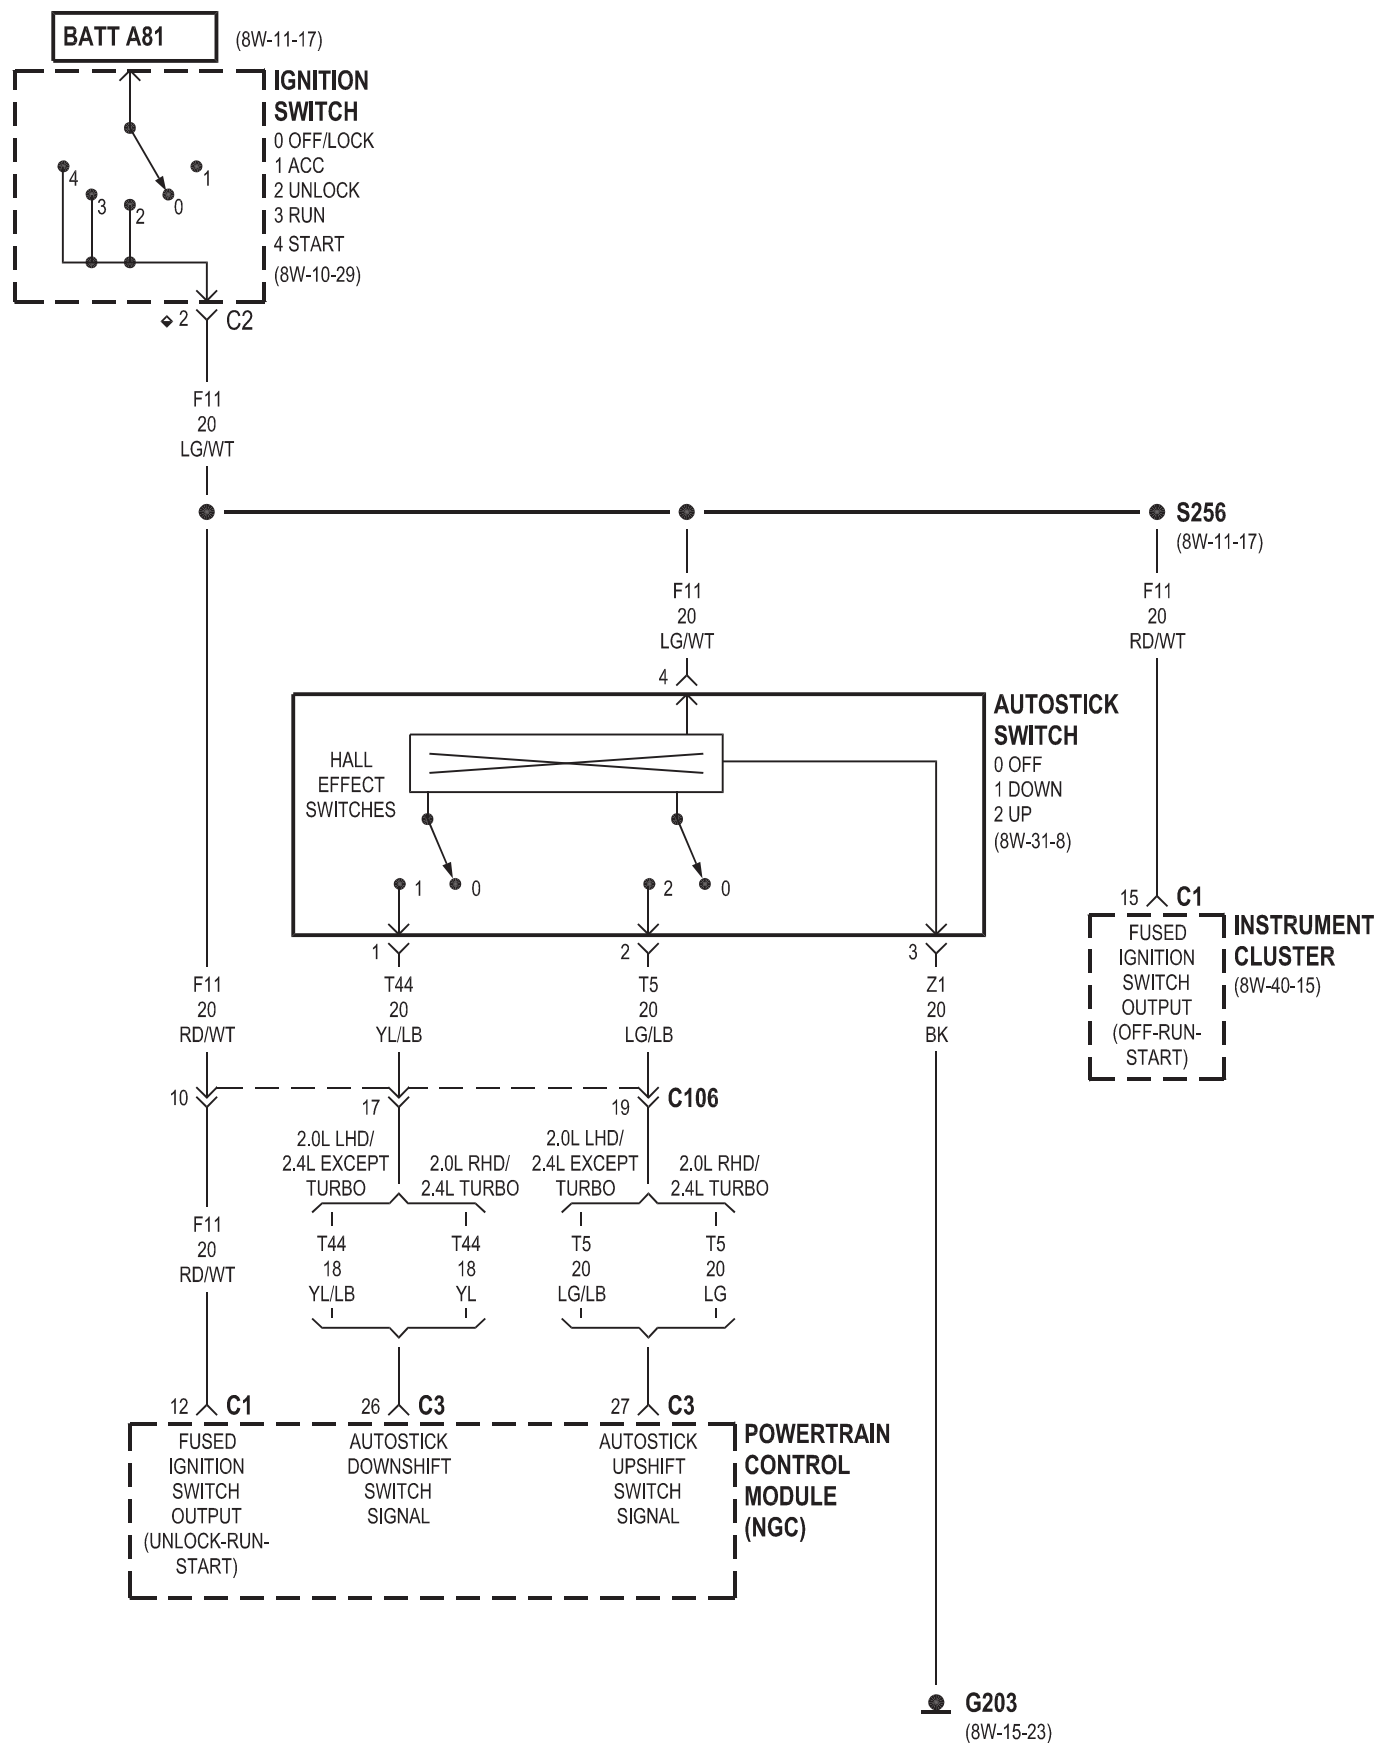 BATT A81
(8W-11-17)
IGNITION
SWITCH
0 OFF/LOCK
1 ACC
2 UNLOCK
3 RUN
4 START
(8W-10-29)
4
3
2
0
1
2
C2
F11
20
LG/WT
S256
(8W-11-17)
F11
20
LG/WT
F11
20
RD/WT
4
AUTOSTICK
SWITCH
0 OFF
1 DOWN
2 UP
(8W-31-8)
HALL
EFFECT
SWITCHES
1
0
2
0
15
C1
INSTRUMENT
CLUSTER
(8W-40-15)
FUSED
IGNITION
SWITCH
OUTPUT
(OFF-RUN-
START)
1
2
3
F11
20
RD/WT
T44
20
YL/LB
T5
20
LG/LB
Z1
20
BK
10
17
19
C106
2.0L LHD/
2.4L EXCEPT
TURBO
2.0L RHD/
2.4L TURBO
2.0L LHD/
2.4L EXCEPT
TURBO
2.0L RHD/
2.4L TURBO
F11
20
RD/WT
T44
18
YL/LB
T44
18
YL
T5
20
LG/LB
T5
20
LG
12
C1
26
C3
27
C3
FUSED
IGNITION
SWITCH
OUTPUT
(UNLOCK-RUN-
START)
AUTOSTICK
DOWNSHIFT
SWITCH
SIGNAL
AUTOSTICK
UPSHIFT
SWITCH
SIGNAL
POWERTRAIN
CONTROL
MODULE
(NGC)
G203
(8W-15-23)